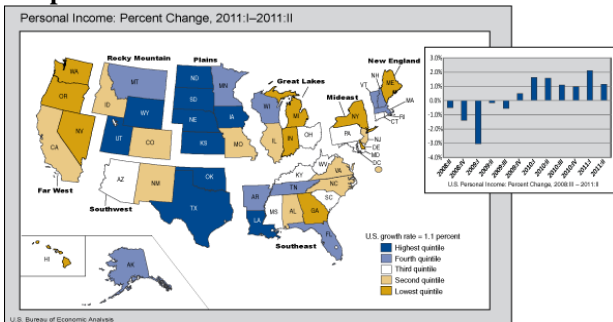 Personal Income: Percent Change, 2011:I–2011:II
Rocky Mountain
Plains
New England
Great Lakes
Mideast
Far West
Southwest
Southeast
WA
OR
CA
NV
ID
MT
WY
UT
CO
AZ
NM
ND
SD
NE
KS
OK
TX
MN
IA
MO
AR
LA
WI
IL
MI
IN
OH
KY
TN
MS
AL
GA
FL
SC
NC
VA
WV
PA
NY
VT
NH
ME
MA
RI
CT
NJ
DE
MD
DC
HI
AK
U.S. growth rate = 1.1 percent
Highest quintile
Fourth quintile
Third quintile
Second quintile
Lowest quintile
U.S. Bureau of Economic Analysis
3.0%
2.0%
1.0%
0.0%
-1.0%
-2.0%
-3.0%
-4.0%
U.S. Personal Income: Percent Change, 2008:III – 2011:II